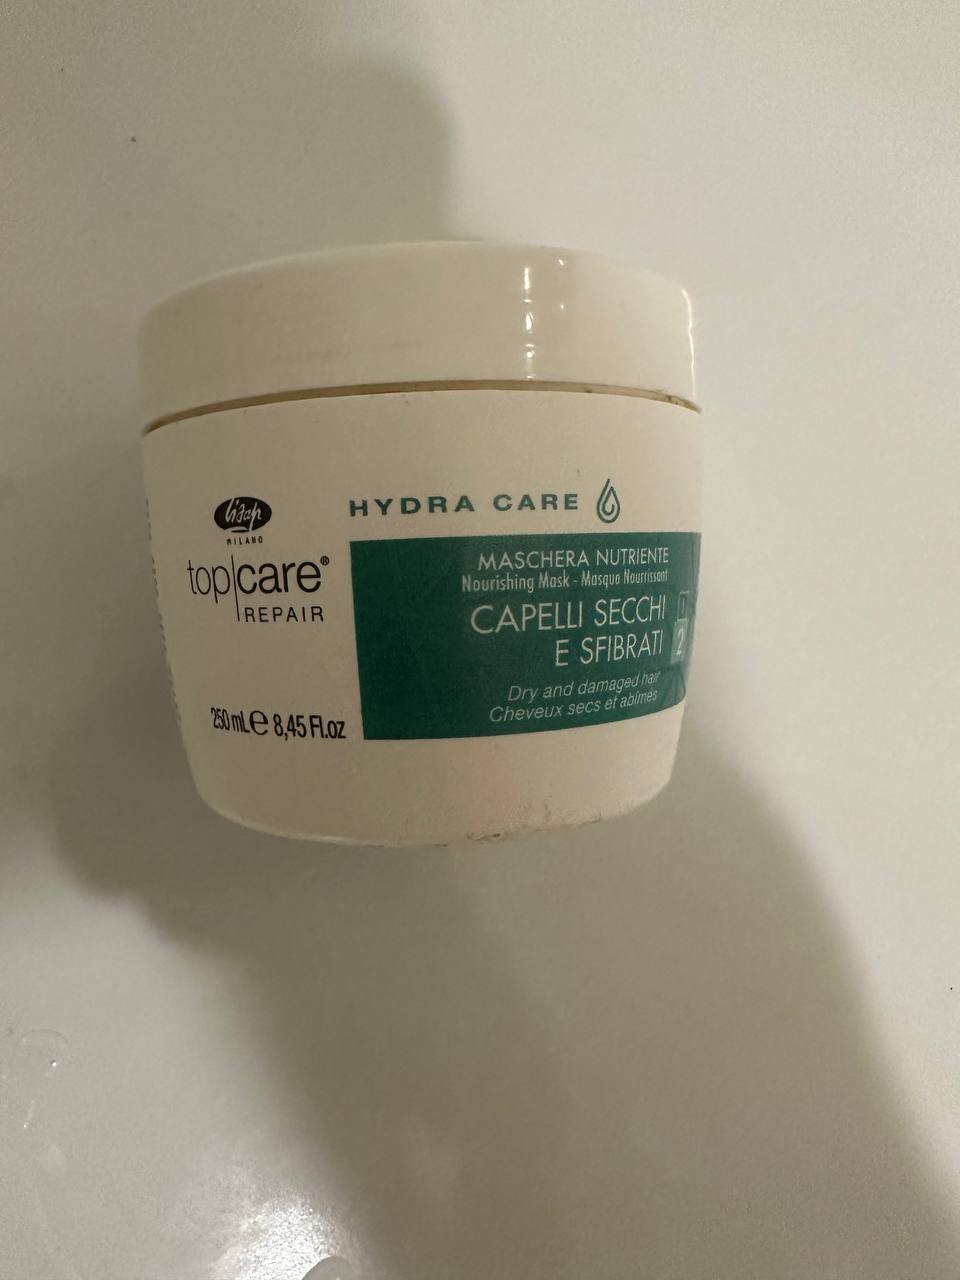 HYDRA CARE
lisap
MILANO
top|care®
REPAIR
250 mL e 8,45 Fl.oz
MASCHERA NUTRIENTE
Nourishing Mask - Masque Nourrissant
CAPELLI SECCHI
E SFIBRATI
1
2
Dry and damaged hair
Cheveux secs et abîmés